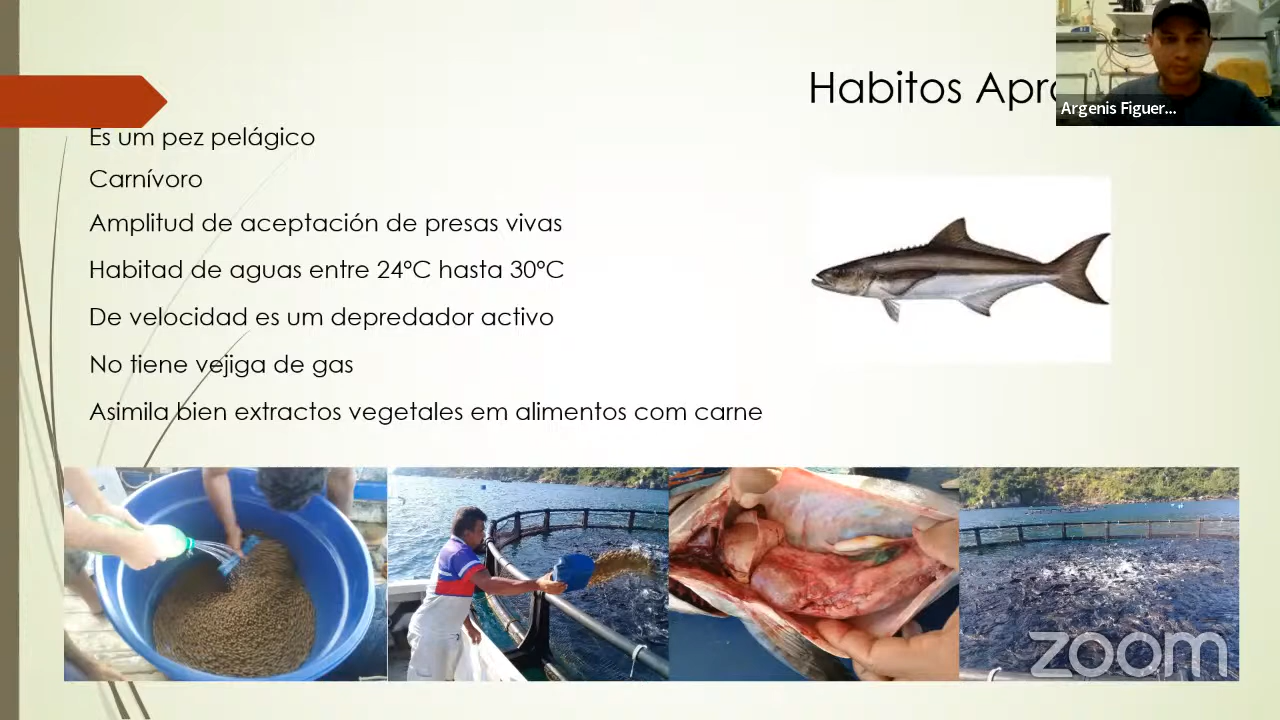 Habitos
Argenis Figuer...
Es um pez pelágico
Carnívoro
Amplitud de aceptación de presas vivas
Habitad de aguas entre 24ºC hasta 30ºC
De velocidad es um depredador activo
No tiene vejiga de gas
Asimila bien extractos vegetales em alimentos com carne
zoom